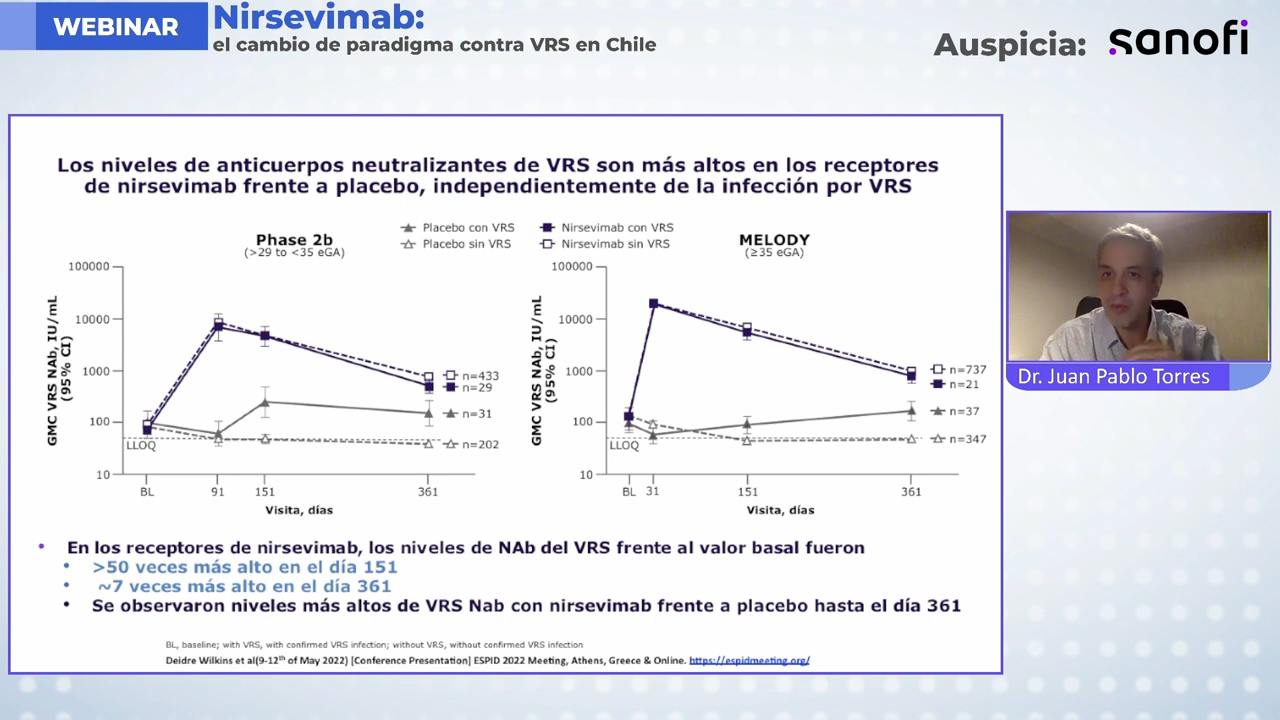 WEBINAR
Nirsevimab:
el cambio de paradigma contra VRS en Chile
Auspicia: sanofi
Los niveles de anticuerpos neutralizantes de VRS son más altos en los receptores
de nirsevimab frente a placebo, independientemente de la infección por VRS
Placebo con VRS
Nirsevimab con VRS
Placebo sin VRS
Nirsevimab sin VRS
Phase 2b
(>29 to <35 eGA)
GMC VRS NAb, IU/mL
(95% CI)
100000
10000
1000
100
10
LLOQ
n=433
n=29
n=31
n=202
BL 91 151 361
Visita, días
MELODY
(≥35 eGA)
GMC VRS NAb, IU/mL
(95% CI)
100000
10000
1000
100
10
LLOQ
n=737
n=21
n=37
n=347
BL 31 151 361
Visita, días
• En los receptores de nirsevimab, los niveles de NAb del VRS frente al valor basal fueron
• >50 veces más alto en el día 151
• ~7 veces más alto en el día 361
• Se observaron niveles más altos de VRS Nab con nirsevimab frente a placebo hasta el día 361
BL, baseline; with VRS, with confirmed VRS infection; without VRS, without confirmed VRS infection
Deidre Wilkins et al(9-12th of May 2022) [Conference Presentation] ESPID 2022 Meeting, Athens, Greece & Online. https://espidmeeting.org/
Dr. Juan Pablo Torres